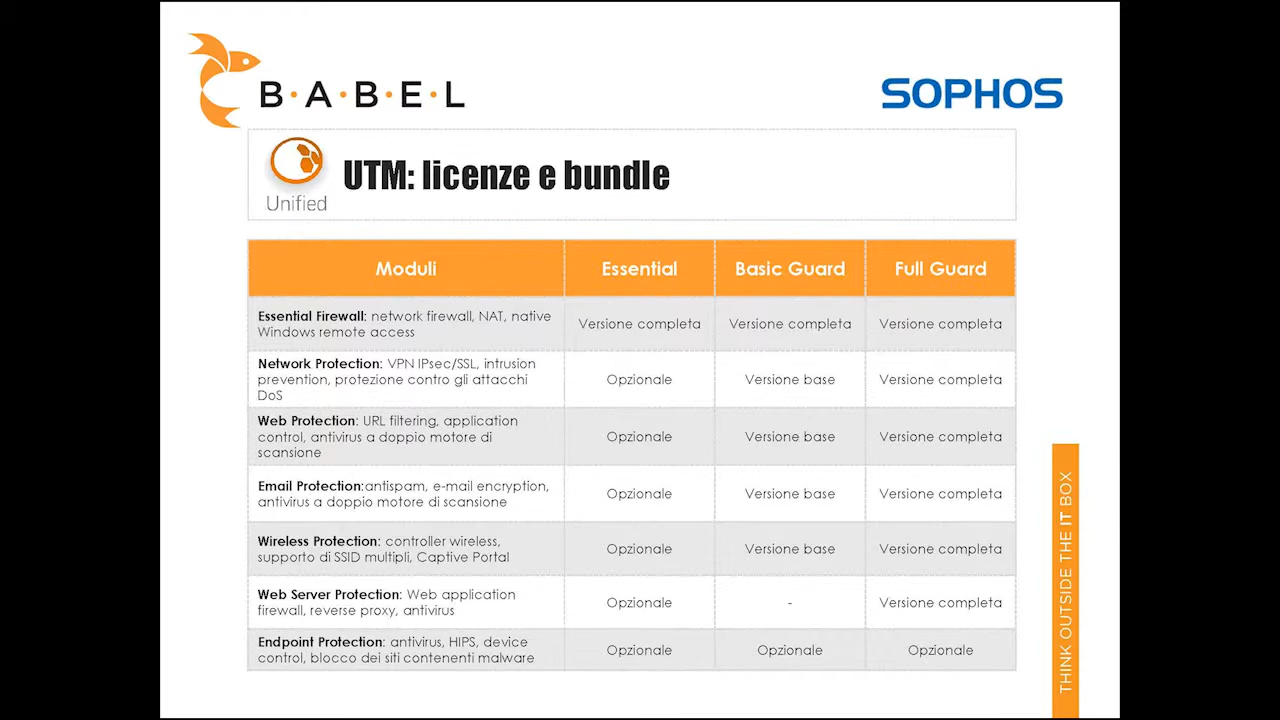 B·A·B·E·L
SOPHOS
Unified
UTM: licenze e bundle
Moduli Essential Basic Guard Full Guard
Essential Firewall: network firewall, NAT, native
Windows remote access
Versione completa Versione completa Versione completa
Network Protection: VPN IPsec/SSL, intrusion
prevention, protezione contro gli attacchi
DoS
Opzionale Versione base Versione completa
Web Protection: URL filtering, application
control, antivirus a doppio motore di
scansione
Opzionale Versione base Versione completa
Email Protection:antispam, e-mail encryption,
antivirus a doppio motore di scansione
Opzionale Versione base Versione completa
Wireless Protection: controller wireless,
supporto di SSID multipli, Captive Portal
Opzionale Versione base Versione completa
Web Server Protection: Web application
firewall, reverse proxy, antivirus
Opzionale - Versione completa
Endpoint Protection: antivirus, HIPS, device
control, blocco dei siti contenenti malware
Opzionale Opzionale Opzionale
THINK OUTSIDE THE IT BOX